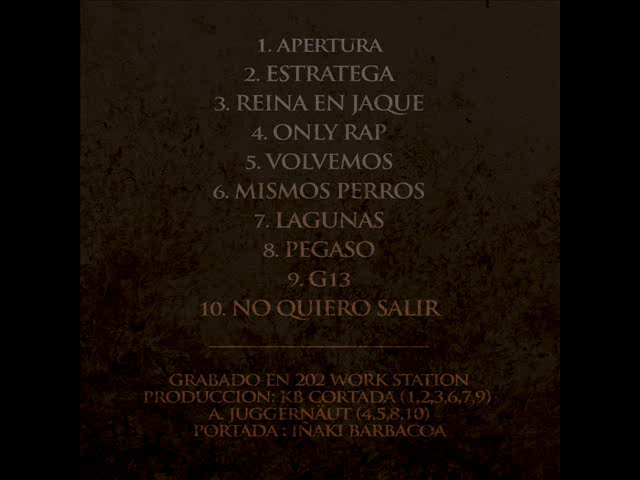 1. APERTURA
2. ESTRATEGA
3. REINA EN JAQUE
4. ONLY RAP
5. VOLVEMOS
6. MISMOS PERROS
7. LAGUNAS
8. PEGASO
9. G13
10. NO QUIERO SALIR
GRABADO EN 202 WORK STATION
PRODUCCION: KB CORTADA (1,2,3,6,7,9)
A. JUGGERNÄUT (4,5,8,10)
PORTADA : IÑAKI BARBACOA